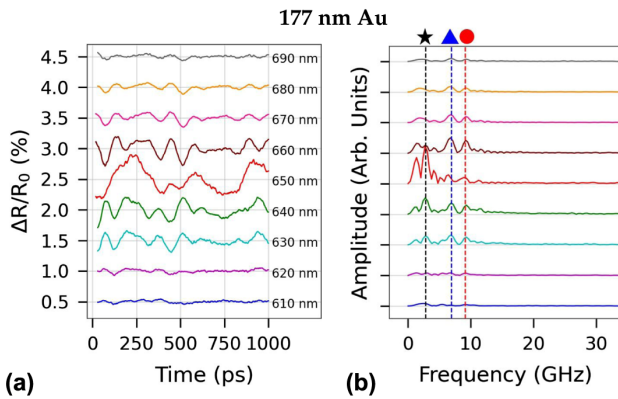 177 nm Au
ΔR/R₀ (%)
4.5
4.0
3.5
3.0
2.5
2.0
1.5
1.0
0.5
690 nm
680 nm
670 nm
660 nm
650 nm
640 nm
630 nm
620 nm
610 nm
0 250 500 750 1000
Time (ps)
(a)
Amplitude (Arb. Units)
0 10 20 30
Frequency (GHz)
(b)